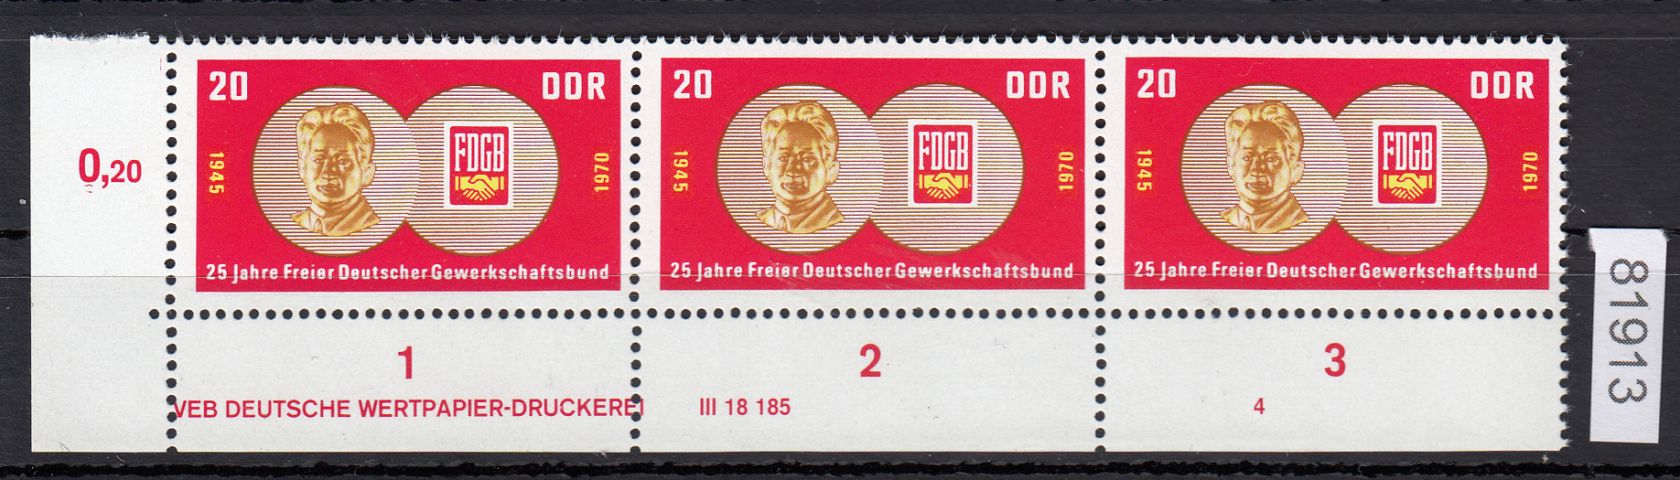 20 DDR
1945 FDGB 1970
25 Jahre Freier Deutscher Gewerkschaftsbund
20 DDR
1945 FDGB 1970
25 Jahre Freier Deutscher Gewerkschaftsbund
20 DDR
1945 FDGB 1970
25 Jahre Freier Deutscher Gewerkschaftsbund
0,20
1 2 3
VEB DEUTSCHE WERTPAPIER-DRUCKEREI III 18 185 4
81913